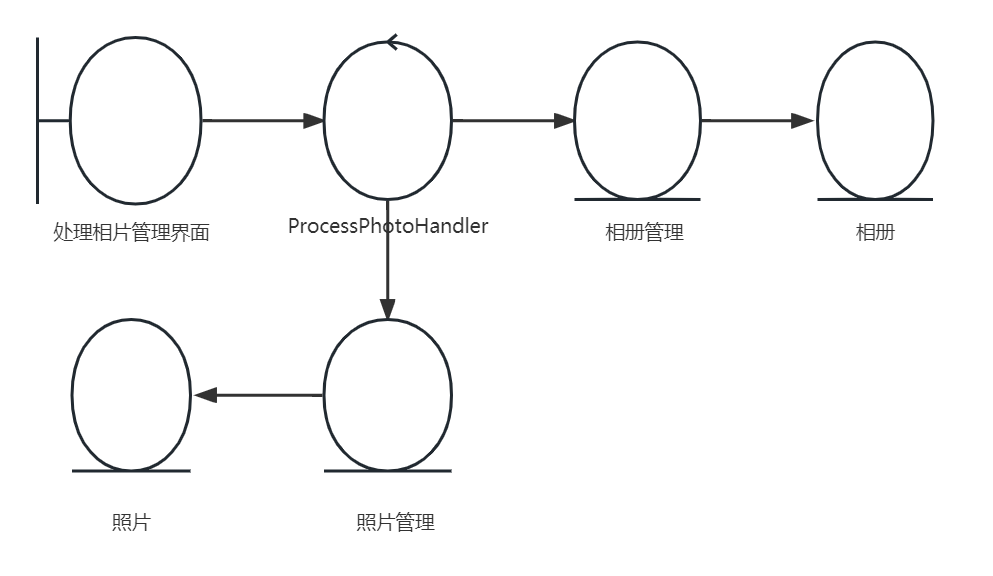 处理相片管理界面
ProcessPhotoHandler
相册管理
相册
照片
照片管理